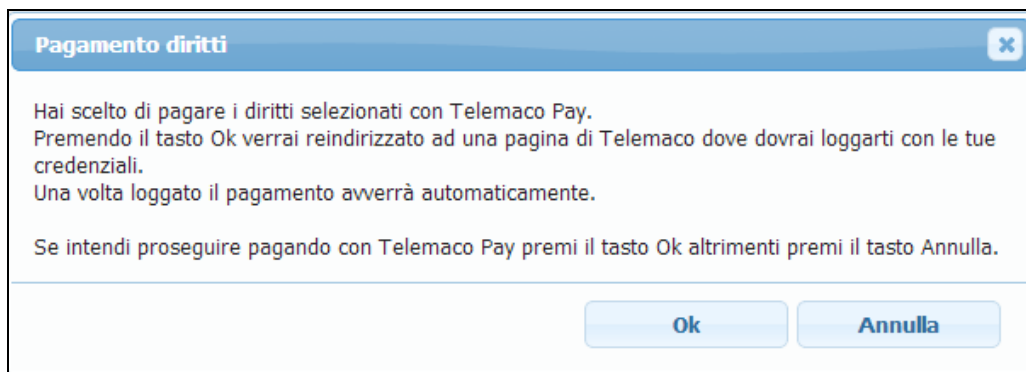 Pagamento diritti
Hai scelto di pagare i diritti selezionati con Telemaco Pay.
Premendo il tasto Ok verrai reindirizzato ad una pagina di Telemaco dove dovrai loggarti con le tue
credenziali.
Una volta loggato il pagamento avverrà automaticamente.
Se intendi proseguire pagando con Telemaco Pay premi il tasto Ok altrimenti premi il tasto Annulla.
Ok Annulla